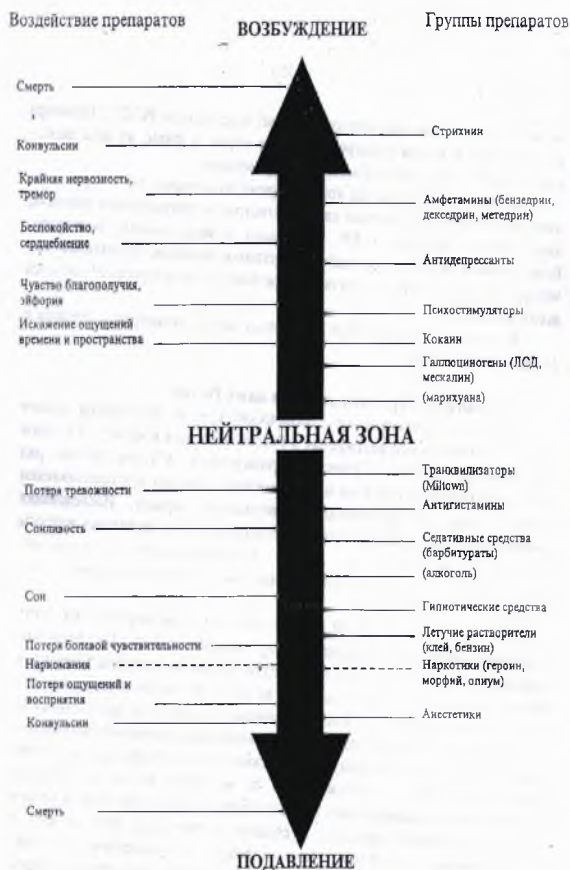 Воздействие препаратов
ВОЗБУЖДЕНИЕ
Группы препаратов
Смерть
Стрихнин
Конвульсии
Крайная нервозность,
тремор
Амфетамины (бензедрин,
декседрин, метедрин)
Беспокойство,
сердцебиение
Антидепрессанты
Чувство благополучия,
эйфория
Психостимуляторы
Искажение ощущений
времени и пространства
Кокаин
Галлюциногены (ЛСД,
мескалин)
(марихуана)
НЕЙТРАЛЬНАЯ ЗОНА
Транквилизаторы
(Miltown)
Потеря тревожности
Антигистамины
Сонливость
Седативные средства
(барбитураты)
(алкоголь)
Сон
Гипнотические средства
Летучие растворители
(клей, бензин)
Потеря болевой чувствительности
Наркомания
Наркотики (героин,
морфий, опиум)
Потеря ощущений и
восприятия
Анестетики
Конвульсии
Смерть
ПОДАВЛЕНИЕ